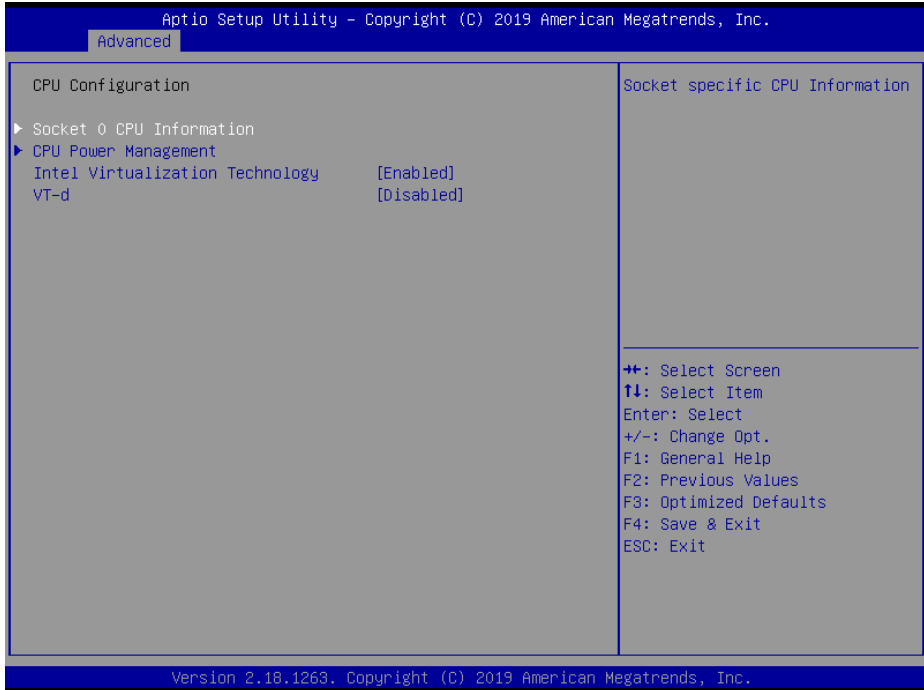 Aptio Setup Utility – Copyright (C) 2019 American Megatrends, Inc.
Advanced
CPU Configuration
Socket 0 CPU Information
CPU Power Management
Intel Virtualization Technology [Enabled]
VT-d [Disabled]
Socket specific CPU Information
→←: Select Screen
↑↓: Select Item
Enter: Select
+/-: Change Opt.
F1: General Help
F2: Previous Values
F3: Optimized Defaults
F4: Save & Exit
ESC: Exit
Version 2.18.1263. Copyright (C) 2019 American Megatrends, Inc.